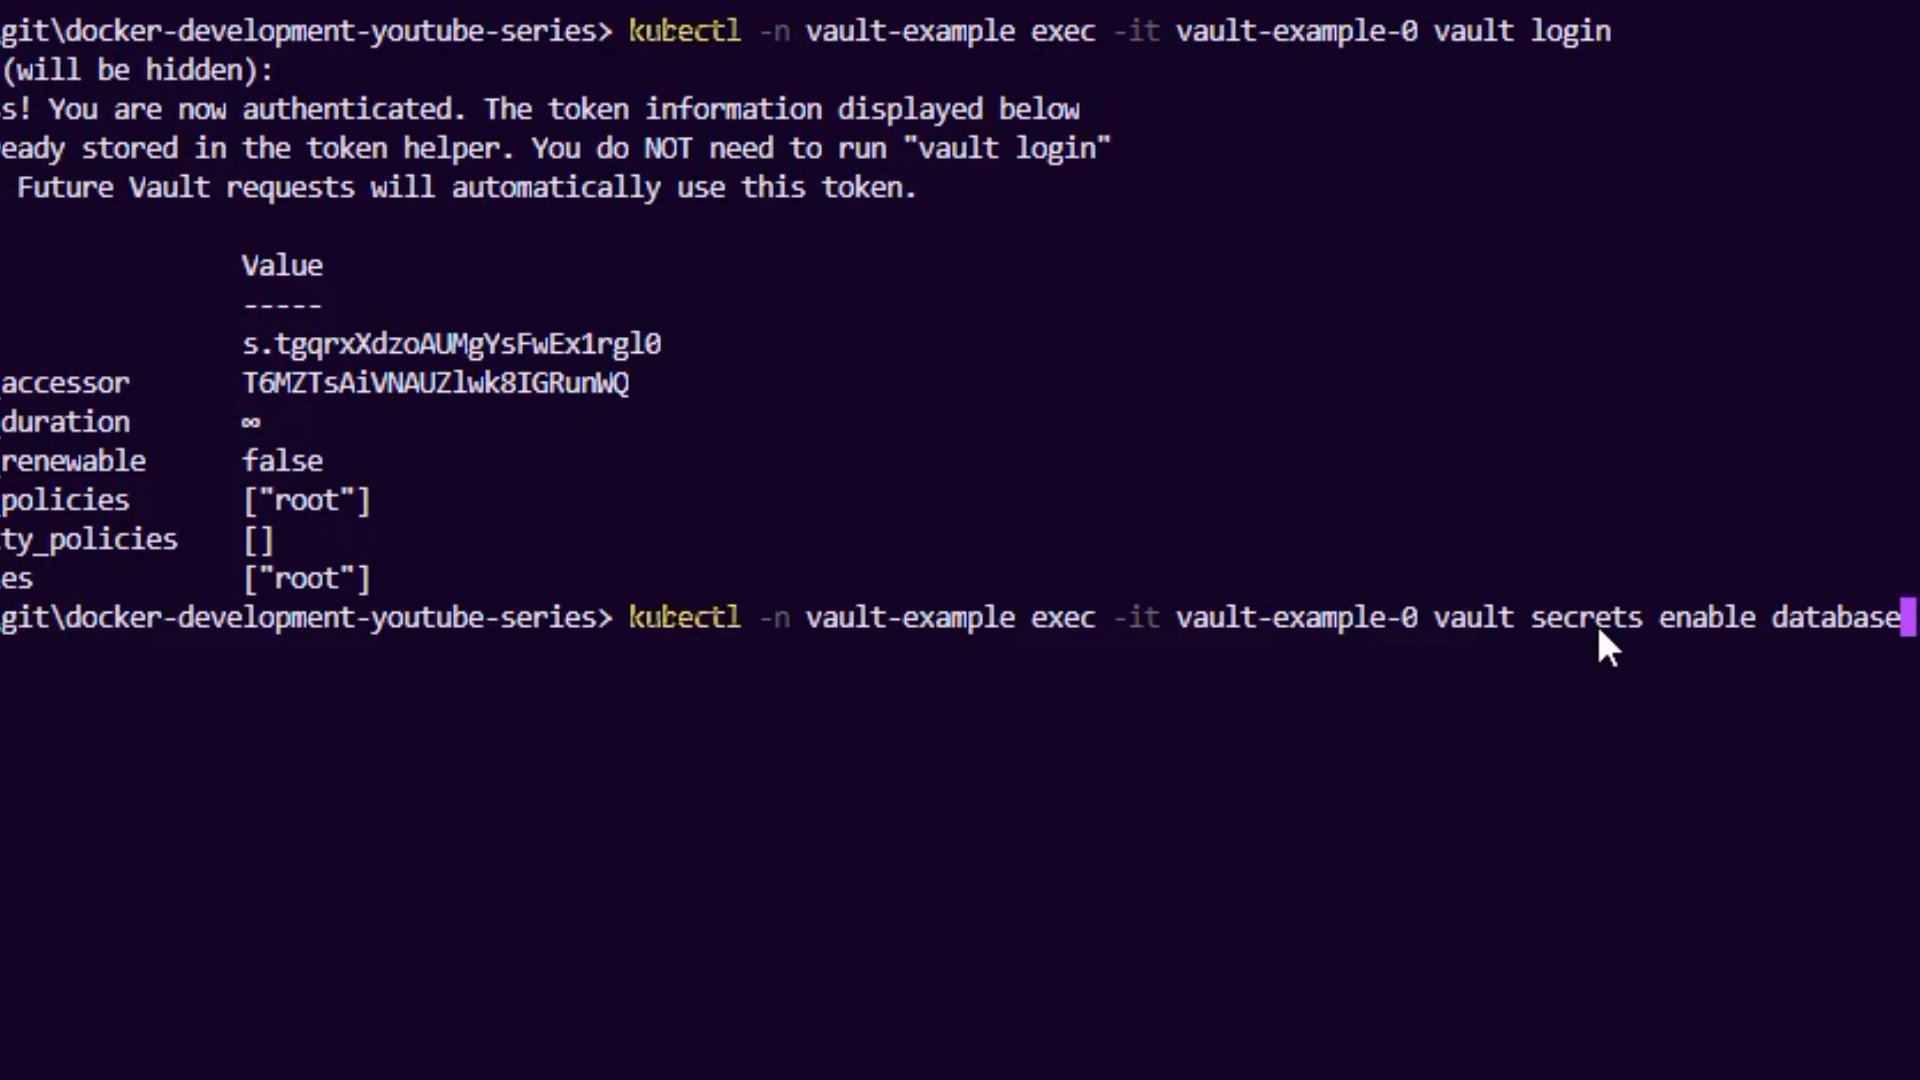 git\docker-development-youtube-series> kubectl -n vault-example exec -it vault-example-0 vault login
(will be hidden):
s! You are now authenticated. The token information displayed below
eady stored in the token helper. You do NOT need to run "vault login"
Future Vault requests will automatically use this token.
Value
-----
s.tgqrxXdzoAUMgYsFwEx1rgl0
accessor T6MZTsAiVNAUZlwk8IGRunWQ
duration ∞
renewable false
policies ["root"]
ty_policies []
es ["root"]
git\docker-development-youtube-series> kubectl -n vault-example exec -it vault-example-0 vault secrets enable database